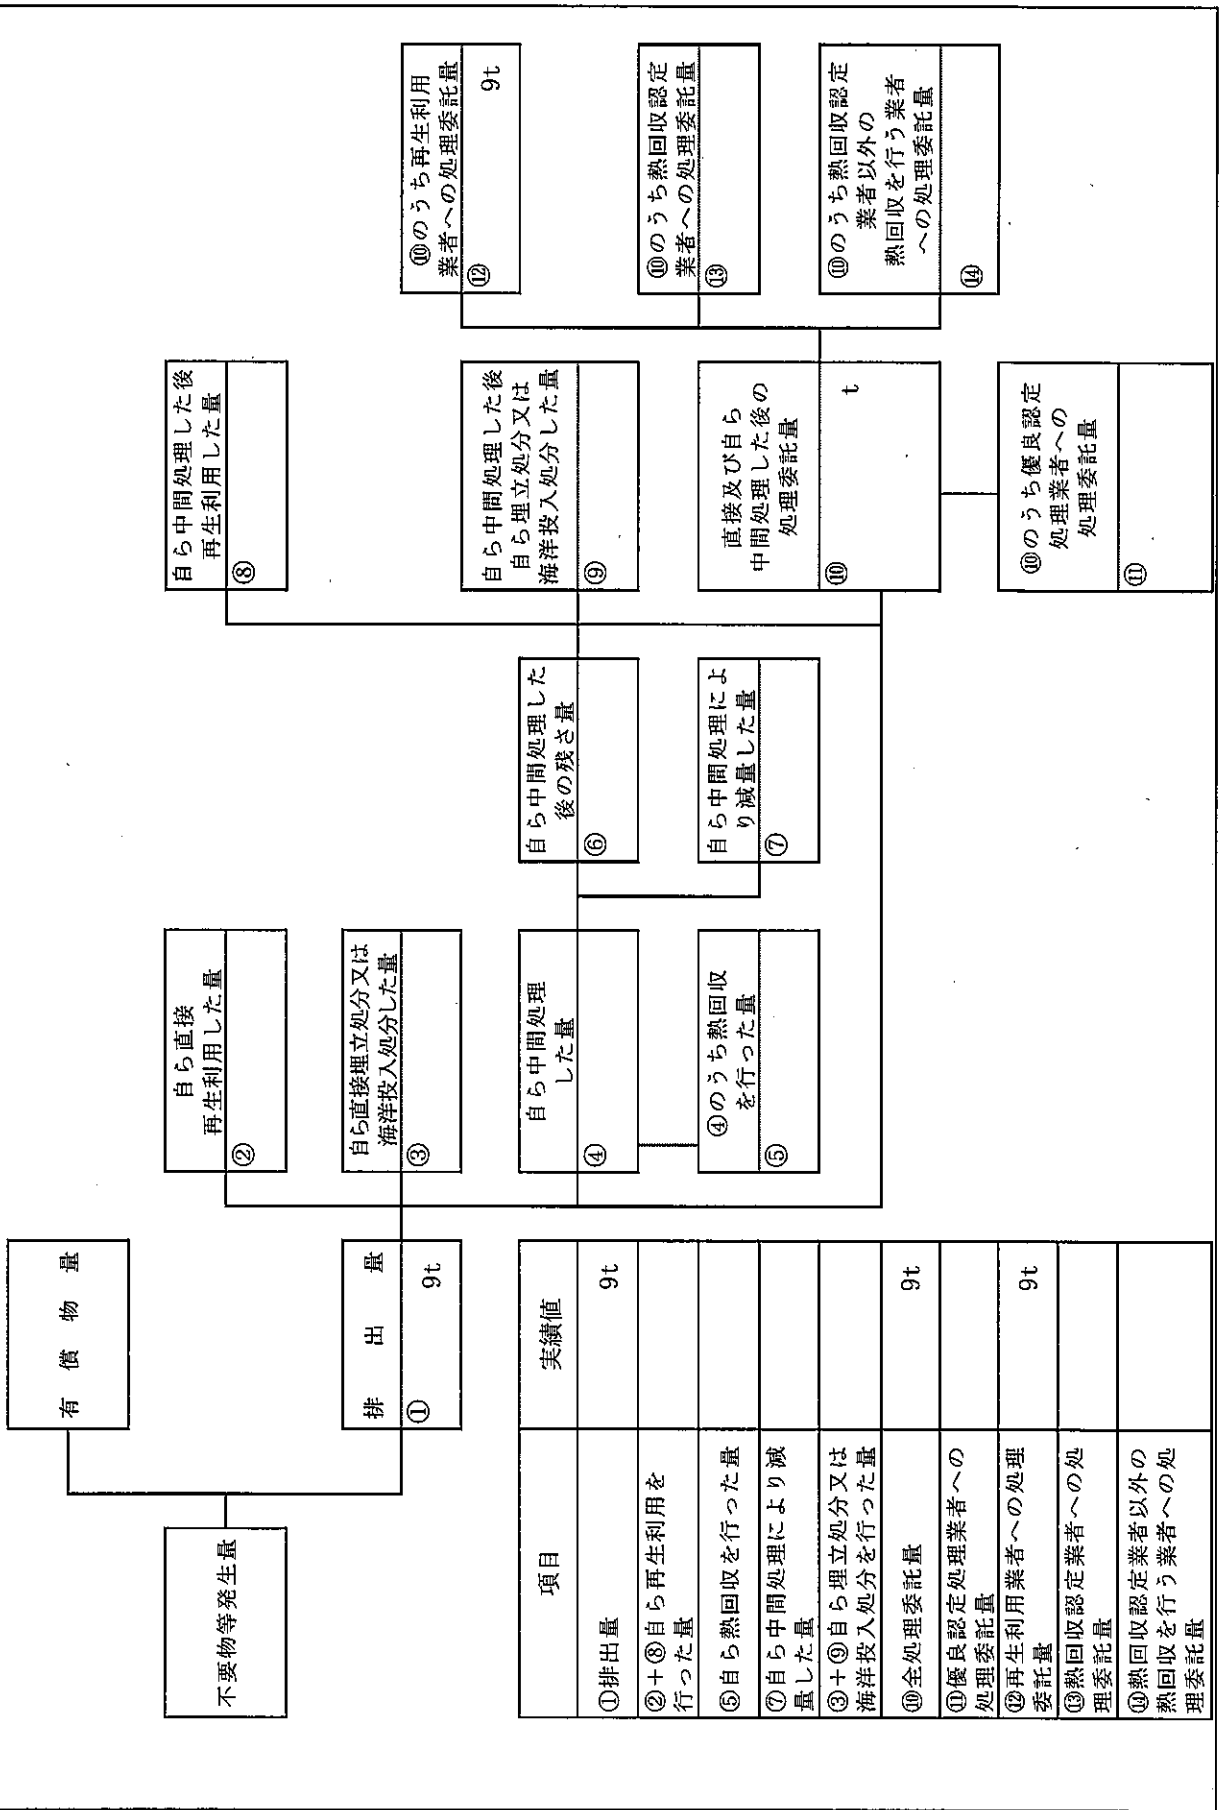 有償物量
不要物等発生量
排出量
①
9t
自ら直接
再生利用した量
②
自ら直接埋立処分又は
海洋投入処分した量
③
自ら中間処理
した量
④
④のうち熱回収
を行った量
⑤
自ら中間処理した
後の残さ量
⑥
自ら中間処理によ
り減量した量
⑦
自ら中間処理した後
再生利用した量
⑧
自ら中間処理した後
自ら埋立処分又は
海洋投入処分した量
⑨
直接及び自ら
中間処理した後の
処理委託量
⑩
t
⑩のうち優良認定
処理業者への
処理委託量
⑪
⑩のうち再生利用
業者への処理委託量
⑫
9t
⑩のうち熱回収認定
業者への処理委託量
⑬
⑩のうち熱回収認定
業者以外の
熱回収を行う業者
への処理委託量
⑭
項目
実績値
①排出量
9t
②+⑧自ら再生利用を
行った量
⑤自ら熱回収を行った量
⑦自ら中間処理により減
量した量
③+⑨自ら埋立処分又は
海洋投入処分を行った量
⑩全処理委託量
9t
⑪優良認定処理業者への
処理委託量
⑫再生利用業者への処理
委託量
9t
⑬熱回収認定業者への処
理委託量
⑭熱回収認定業者以外の
熱回収を行う業者への処
理委託量